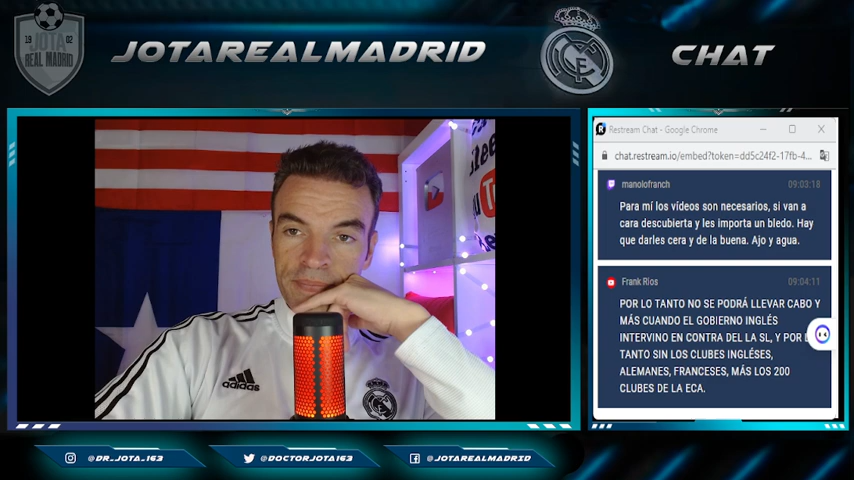 19 02
JOTA
REAL MADRID
JOTAREALMADRID
CHAT
Restream Chat - Google Chrome
chat.restream.io/embed?token=dd5c24f2-17fb-4...
manolofranch 09:03:18
Para mí los vídeos son necesarios, si van a
cara descubierta y les importa un bledo. Hay
que darles cera y de la buena. Ajo y agua.
Frank Rios 09:04:11
POR LO TANTO NO SE PODRÁ LLEVAR CABO Y
MÁS CUANDO EL GOBIERNO INGLÉS
INTERVINO EN CONTRA DEL LA SL, Y POR
TANTO SIN LOS CLUBES INGLÉSES,
ALEMANES, FRANCESES, MÁS LOS 200
CLUBES DE LA ECA.
adidas
@DR_JOTA_163
@DOCTORJOTA163
@JOTAREALMADRID